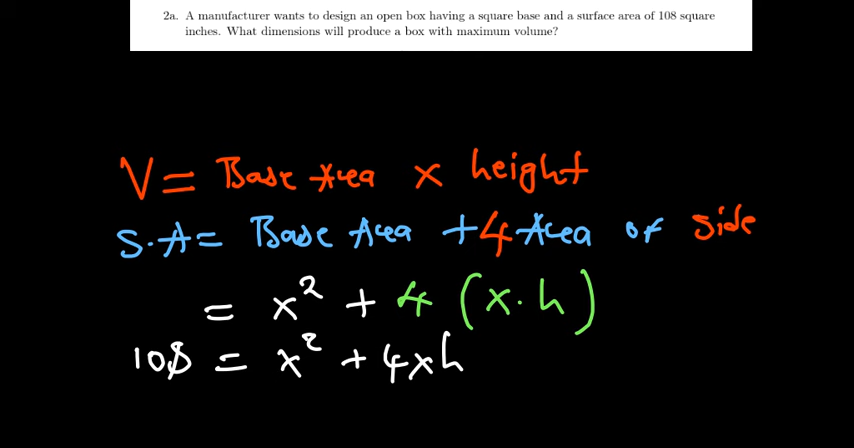 2a. A manufacturer wants to design an open box having a square base and a surface area of 108 square
inches. What dimensions will produce a box with maximum volume?
V = Base Area × height
S.A = Base Area + 4 Area of side
= x² + 4 (x·h)
108 = x² + 4xh